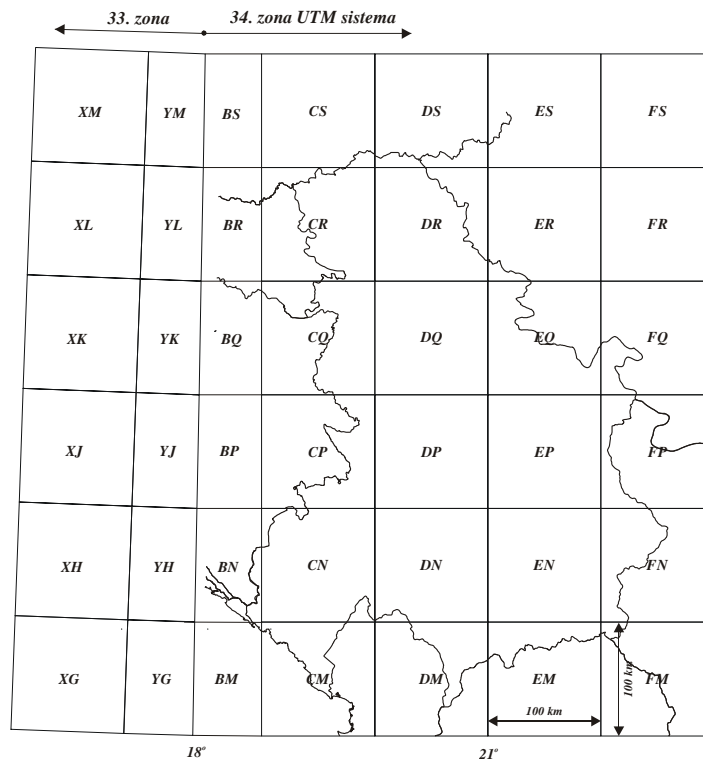 33. zona 34. zona UTM sistema
XM YM BS CS DS ES FS
XL YL BR CR DR ER FR
XK YK BQ CQ DQ EQ FQ
XJ YJ BP CP DP EP FP
XH YH BN CN DN EN FN
XG YG BM CM DM EM FM
100 km
100 km
18° 21°